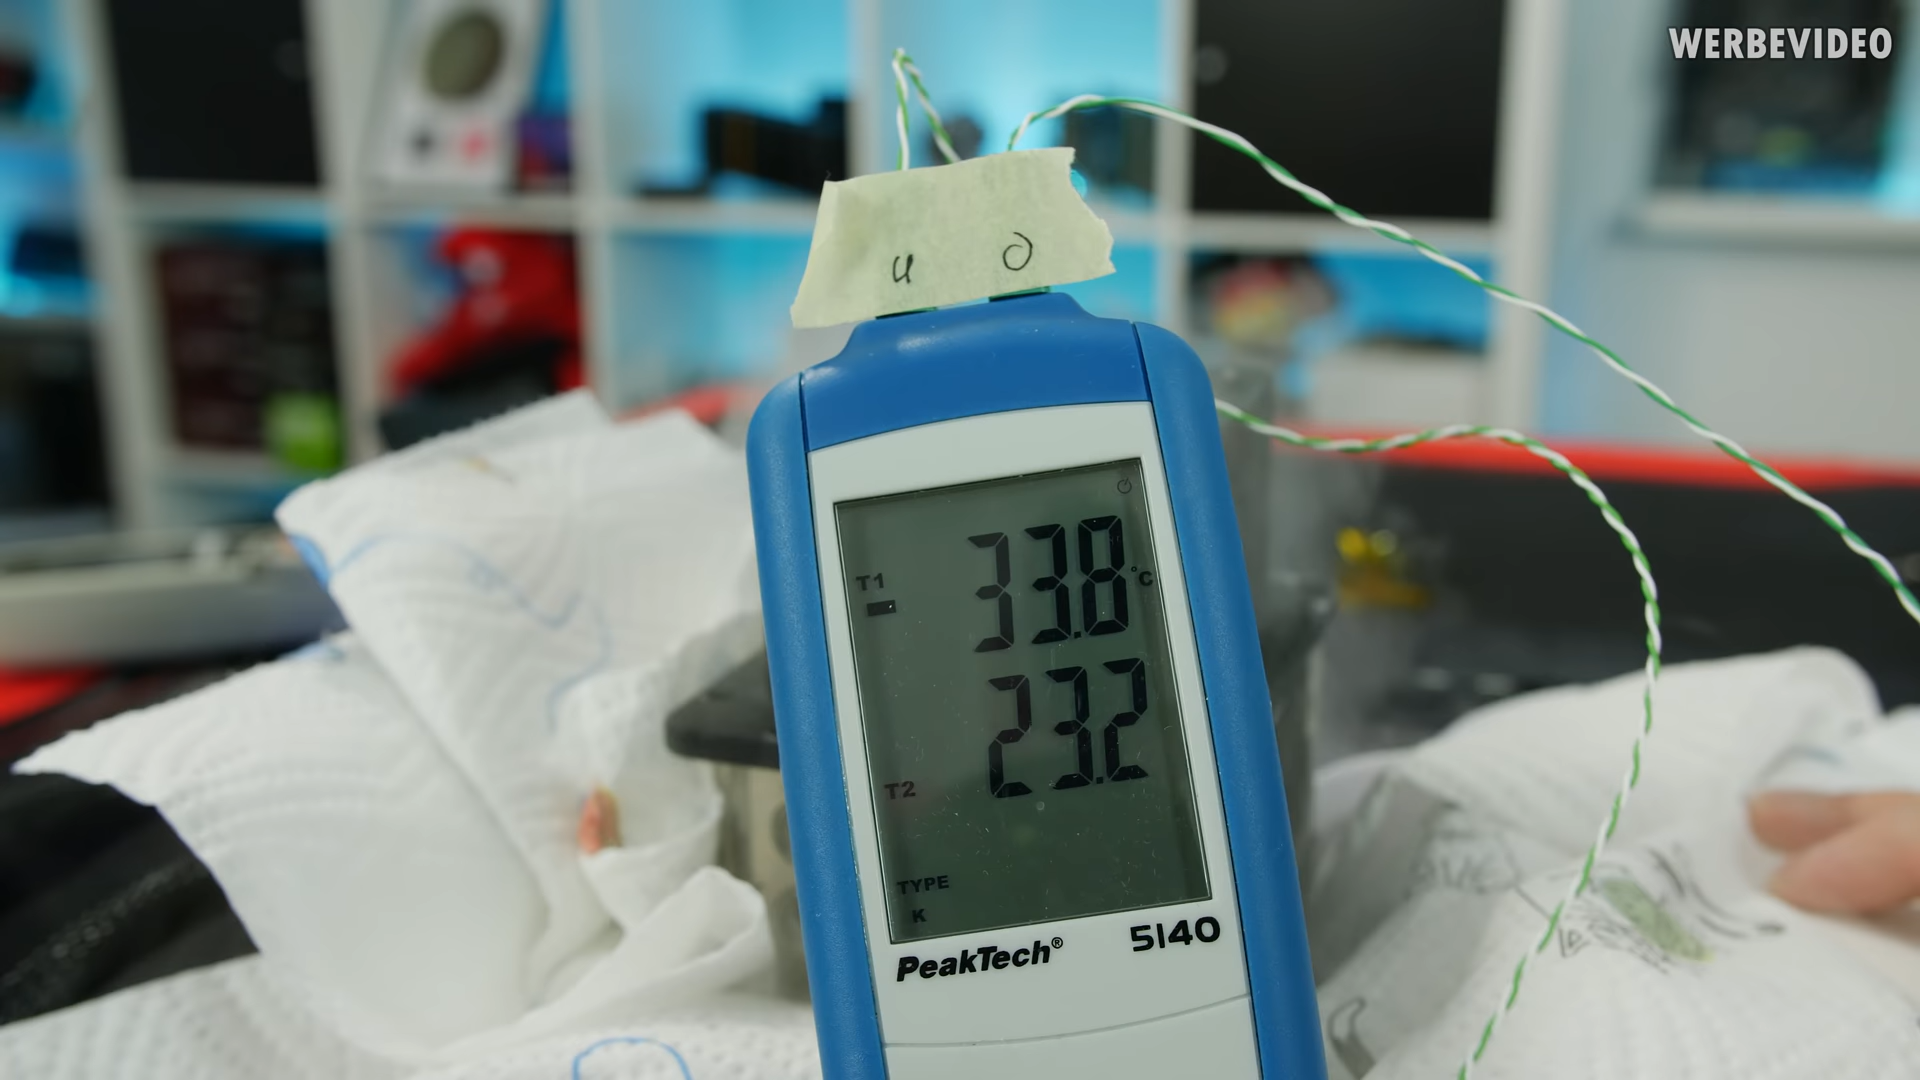 WERBEVIDEO
u O
T1 -33.8 °C
T2 23.2
TYPE
K
PeakTech® 5140